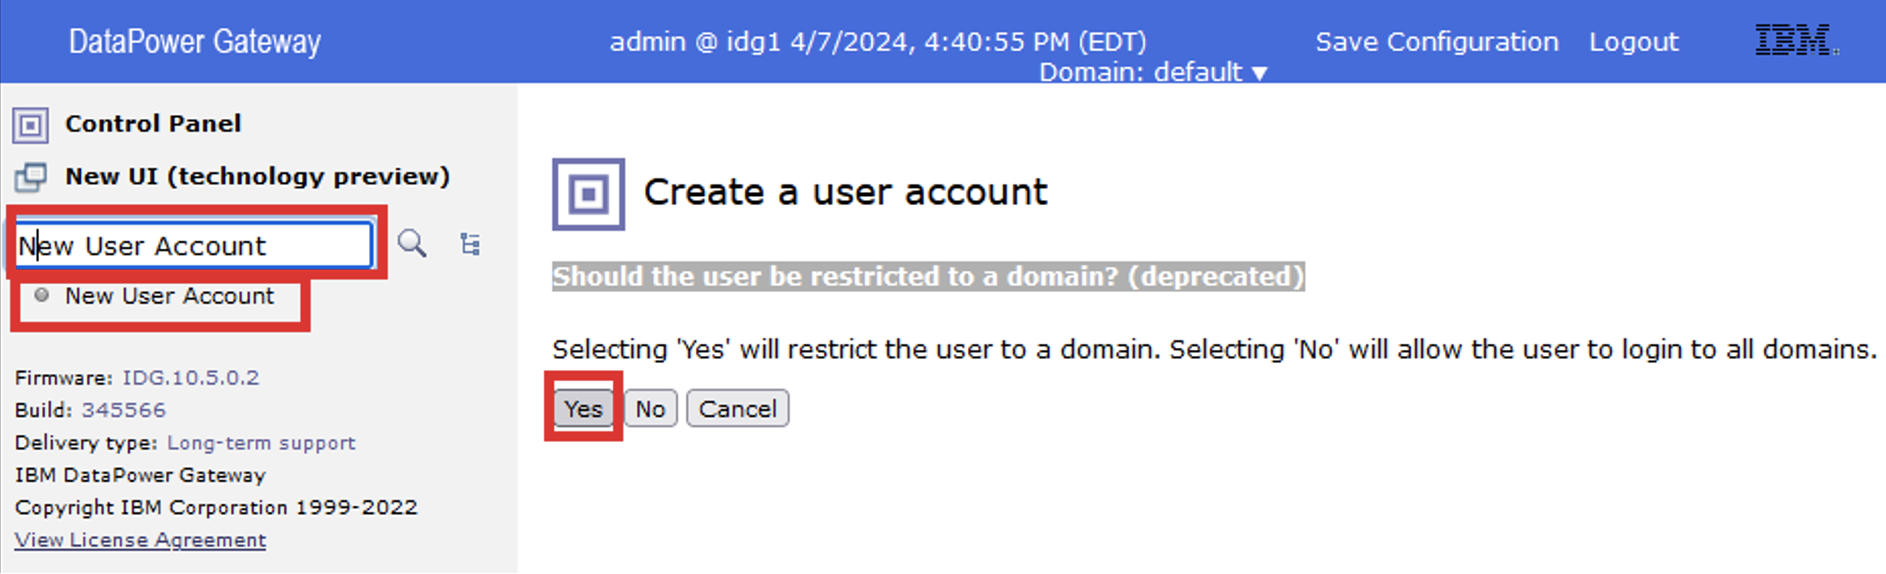 DataPower Gateway
admin @ idg1 4/7/2024, 4:40:55 PM (EDT)
Domain: default ▼
Save Configuration Logout
IBM.
Control Panel
New UI (technology preview)
New User Account
New User Account
Firmware: IDG.10.5.0.2
Build: 345566
Delivery type: Long-term support
IBM DataPower Gateway
Copyright IBM Corporation 1999-2022
View License Agreement
Create a user account
Should the user be restricted to a domain? (deprecated)
Selecting 'Yes' will restrict the user to a domain. Selecting 'No' will allow the user to login to all domains.
Yes No Cancel